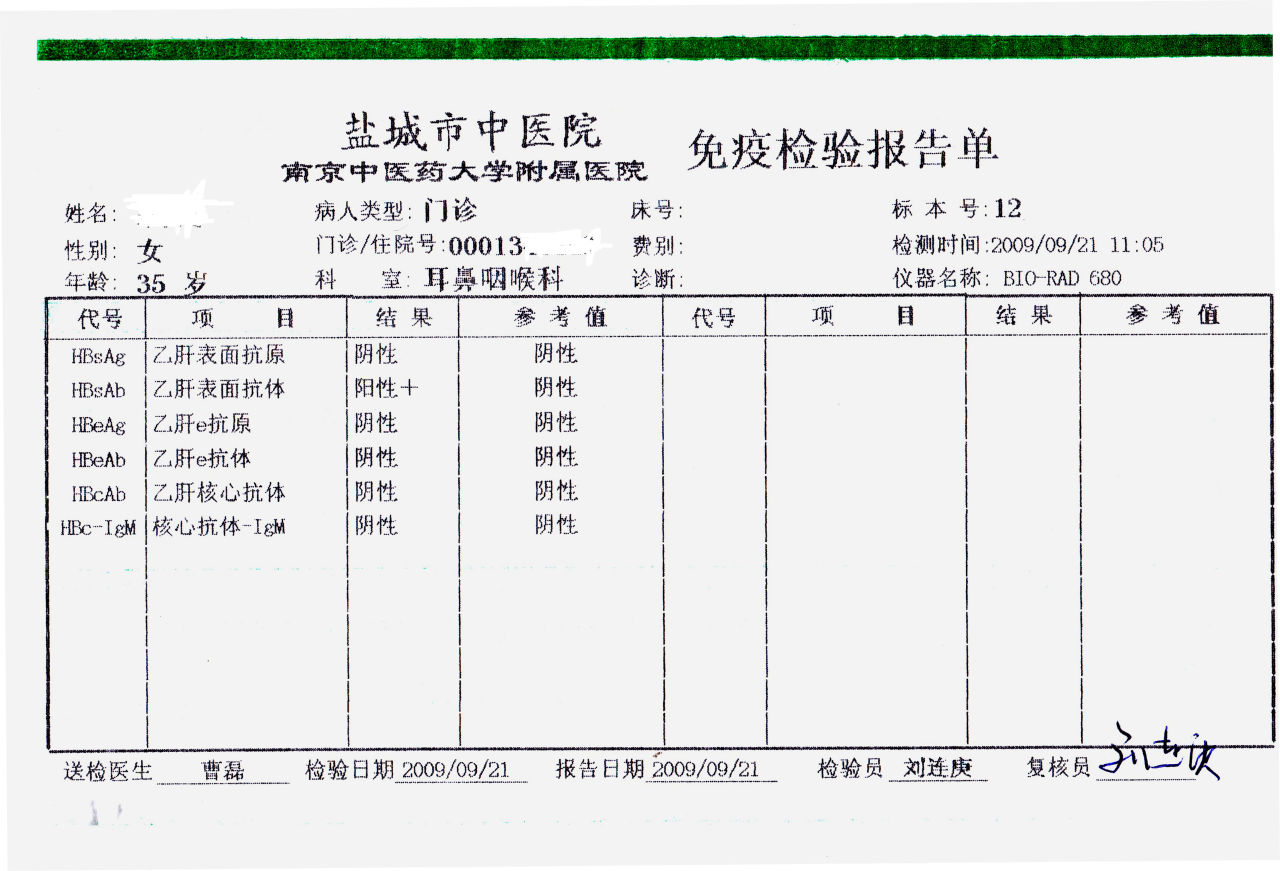 盐城市中医院 免疫检验报告单
南京中医药大学附属医院
姓名: 病人类型: 门诊 床号: 标 本 号: 12
性别: 女 门诊/住院号: 00013 费别: 检测时间:2009/09/21 11:05
年龄: 35 岁 科 室: 耳鼻咽喉科 诊断: 仪器名称: BIO-RAD 680
代号 项 目 结 果 参 考 值 代号 项 目 结 果 参 考 值
HBsAg 乙肝表面抗原 阴性 阴性
HBsAb 乙肝表面抗体 阳性+ 阴性
HBeAg 乙肝e抗原 阴性 阴性
HBeAb 乙肝e抗体 阴性 阴性
HBcAb 乙肝核心抗体 阴性 阴性
HBc-IgM 核心抗体-IgM 阴性 阴性
送检医生 曹磊 检验日期 2009/09/21 报告日期 2009/09/21 检验员 刘连庚 复核员